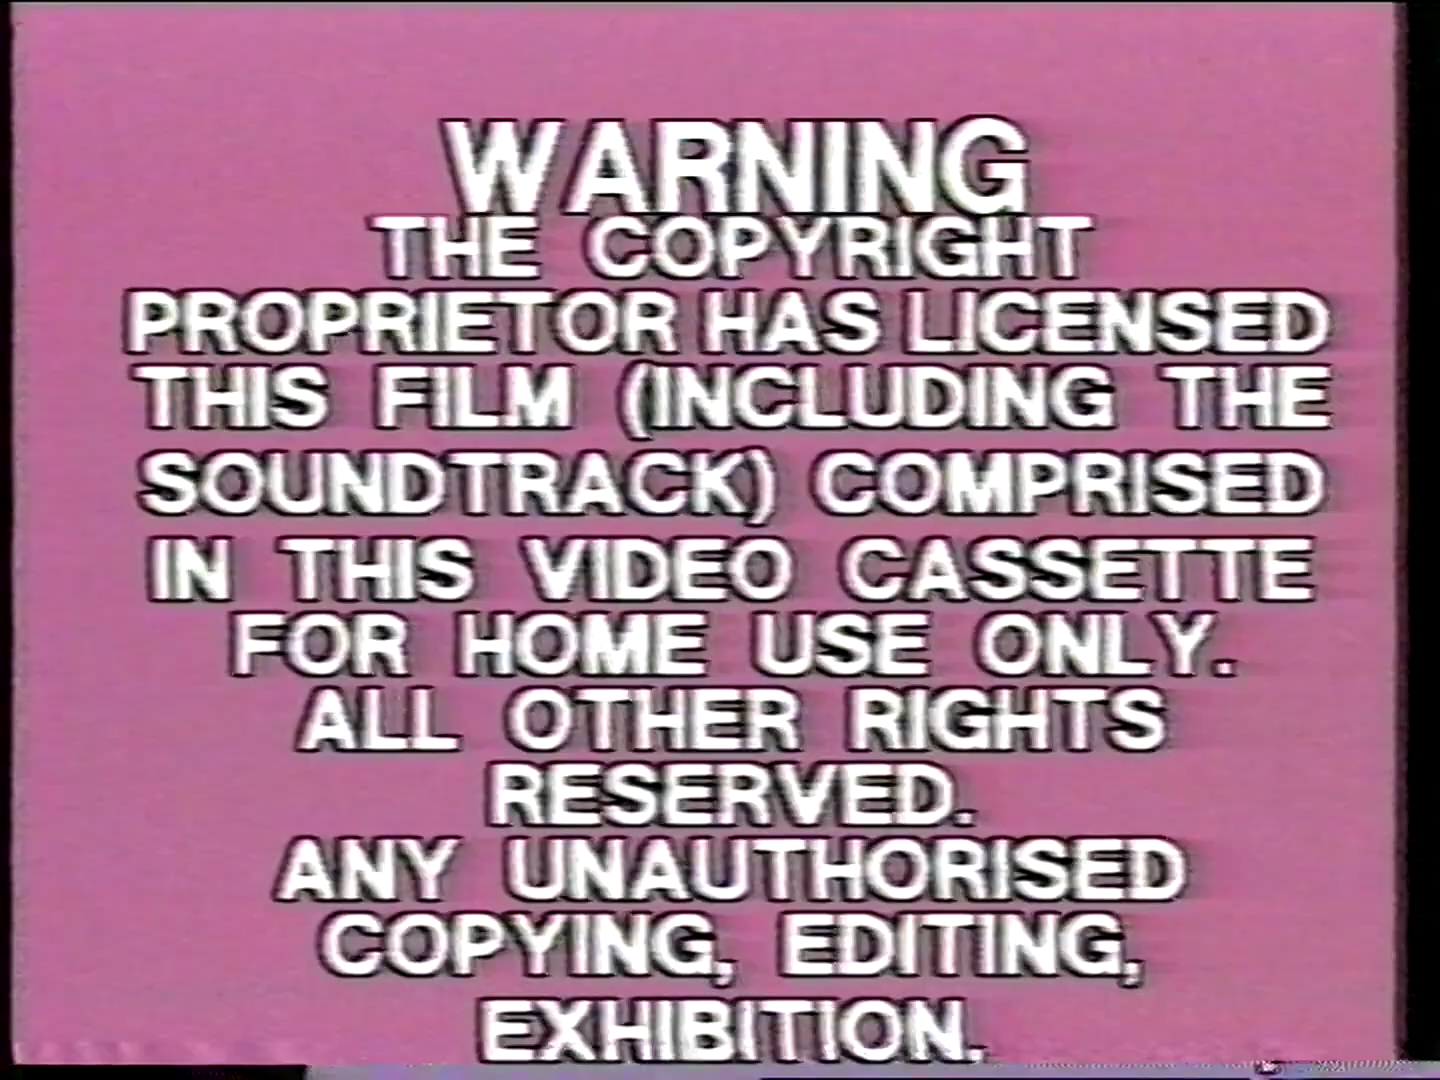 WARNING
THE COPYRIGHT
PROPRIETOR HAS LICENSED
THIS FILM (INCLUDING THE
SOUNDTRACK) COMPRISED
IN THIS VIDEO CASSETTE
FOR HOME USE ONLY.
ALL OTHER RIGHTS
RESERVED.
ANY UNAUTHORISED
COPYING, EDITING,
EXHIBITION,